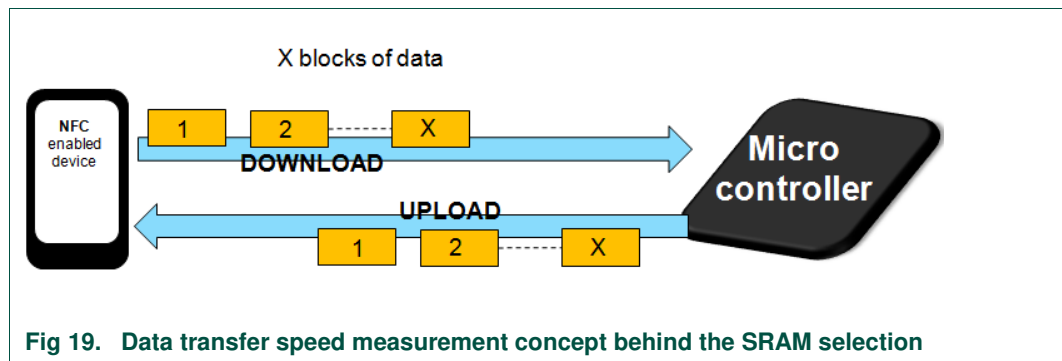 X blocks of data
NFC
enabled
device
1
2
X
DOWNLOAD
Micro
controller
UPLOAD
1
2
X
Fig 19. Data transfer speed measurement concept behind the SRAM selection